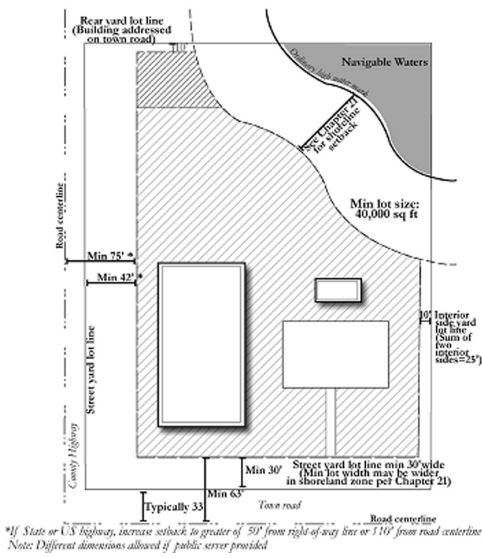 Rear yard lot line
(Building addressed
on town road)
10'
Navigable Waters
Ordinary high water mark
See Chapter 21
for shoreline
setback
Min lot size:
40,000 sq ft
Road centerline
Min 75' *
Min 42' *
10'
Interior
side yard
lot line
(Sum of
two
interior
sides=25')
Street yard lot line
County Highway
Min 30'
Street yard lot line min 30'wide
(Min lot width may be wider
in shoreland zone per Chapter 21)
Min 63'
Typically 33'
Town road
Road centerline
*If State or US highway, increase setback to greater of 50' from right-of-way line or 110' from road centerline
Note: Different dimensions allowed if public server provided